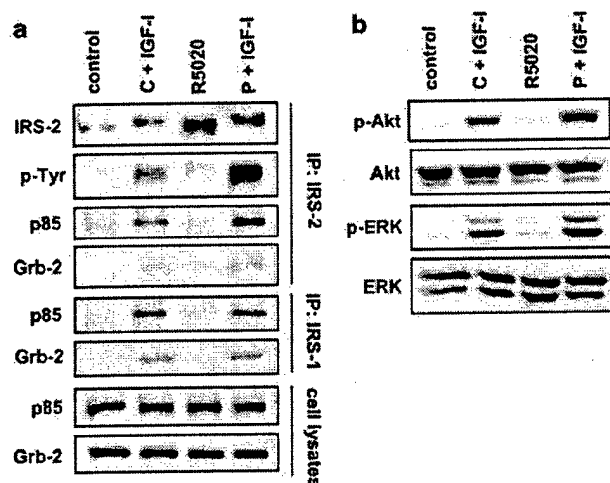 a
control
C + IGF-I
R5020
P + IGF-I
IRS-2
p-Tyr
p85
Grb-2
IP: IRS-2
p85
Grb-2
IP: IRS-1
p85
Grb-2
cell lysates
b
control
C + IGF-I
R5020
P + IGF-I
p-Akt
Akt
p-ERK
ERK